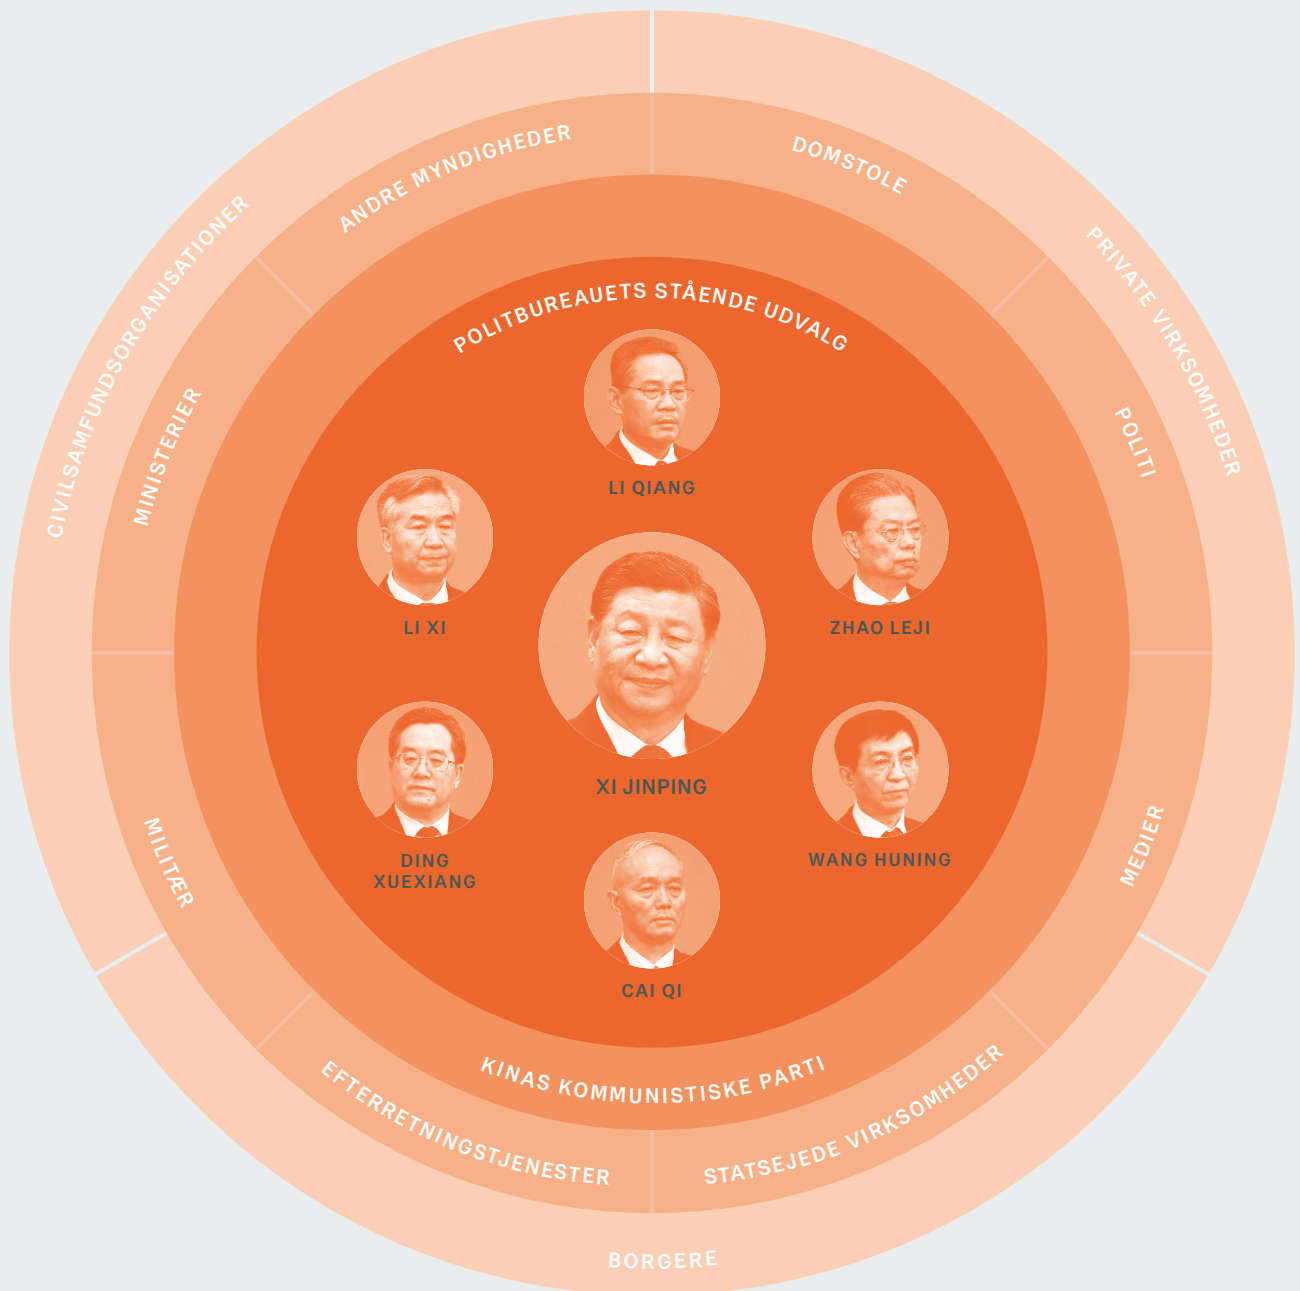 ANDRE MYNDIGHEDER
DOMSTOLE
CIVILSAMFUNDSORGANISATIONER
PRIVATE VIRKSOMHEDER
POLITBUREAUETS STÅENDE UDVALG
MINISTERIER
POLITI
LI QIANG
LI XI
ZHAO LEJI
XI JINPING
MILITÆR
MEDIER
DING
XUEXIANG
WANG HUNING
CAI QI
KINAS KOMMUNISTISKE PARTI
EFTERRETNINGSTJENESTER
STATSEJEDE VIRKSOMHEDER
BORGERE